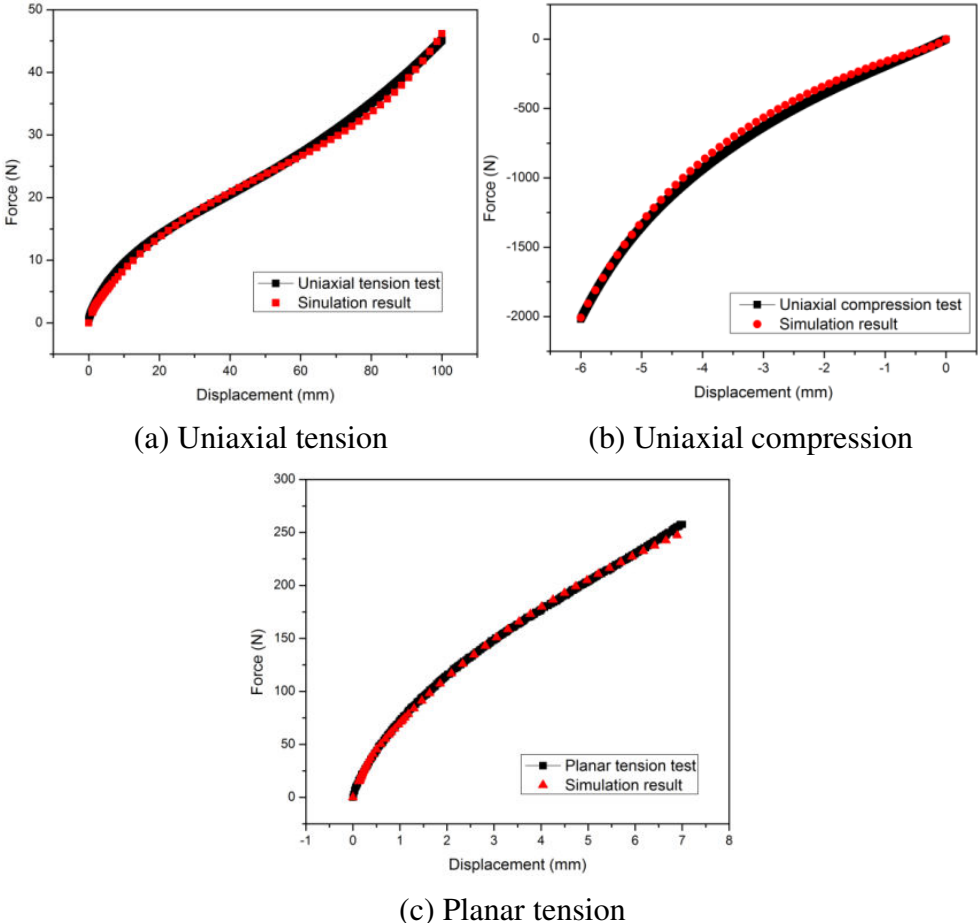 50
40
30
20
10
0
Force (N)
0 20 40 60 80 100
Displacement (mm)
Uniaxial tension test
Sinulation result
(a) Uniaxial tension
0
-500
-1000
-1500
-2000
Force (N)
-6 -5 -4 -3 -2 -1 0
Displacement (mm)
Uniaxial compression test
Simulation result
(b) Uniaxial compression
300
250
200
150
100
50
0
Force (N)
-1 0 1 2 3 4 5 6 7 8
Displacement (mm)
Planar tension test
Simulation result
(c) Planar tension